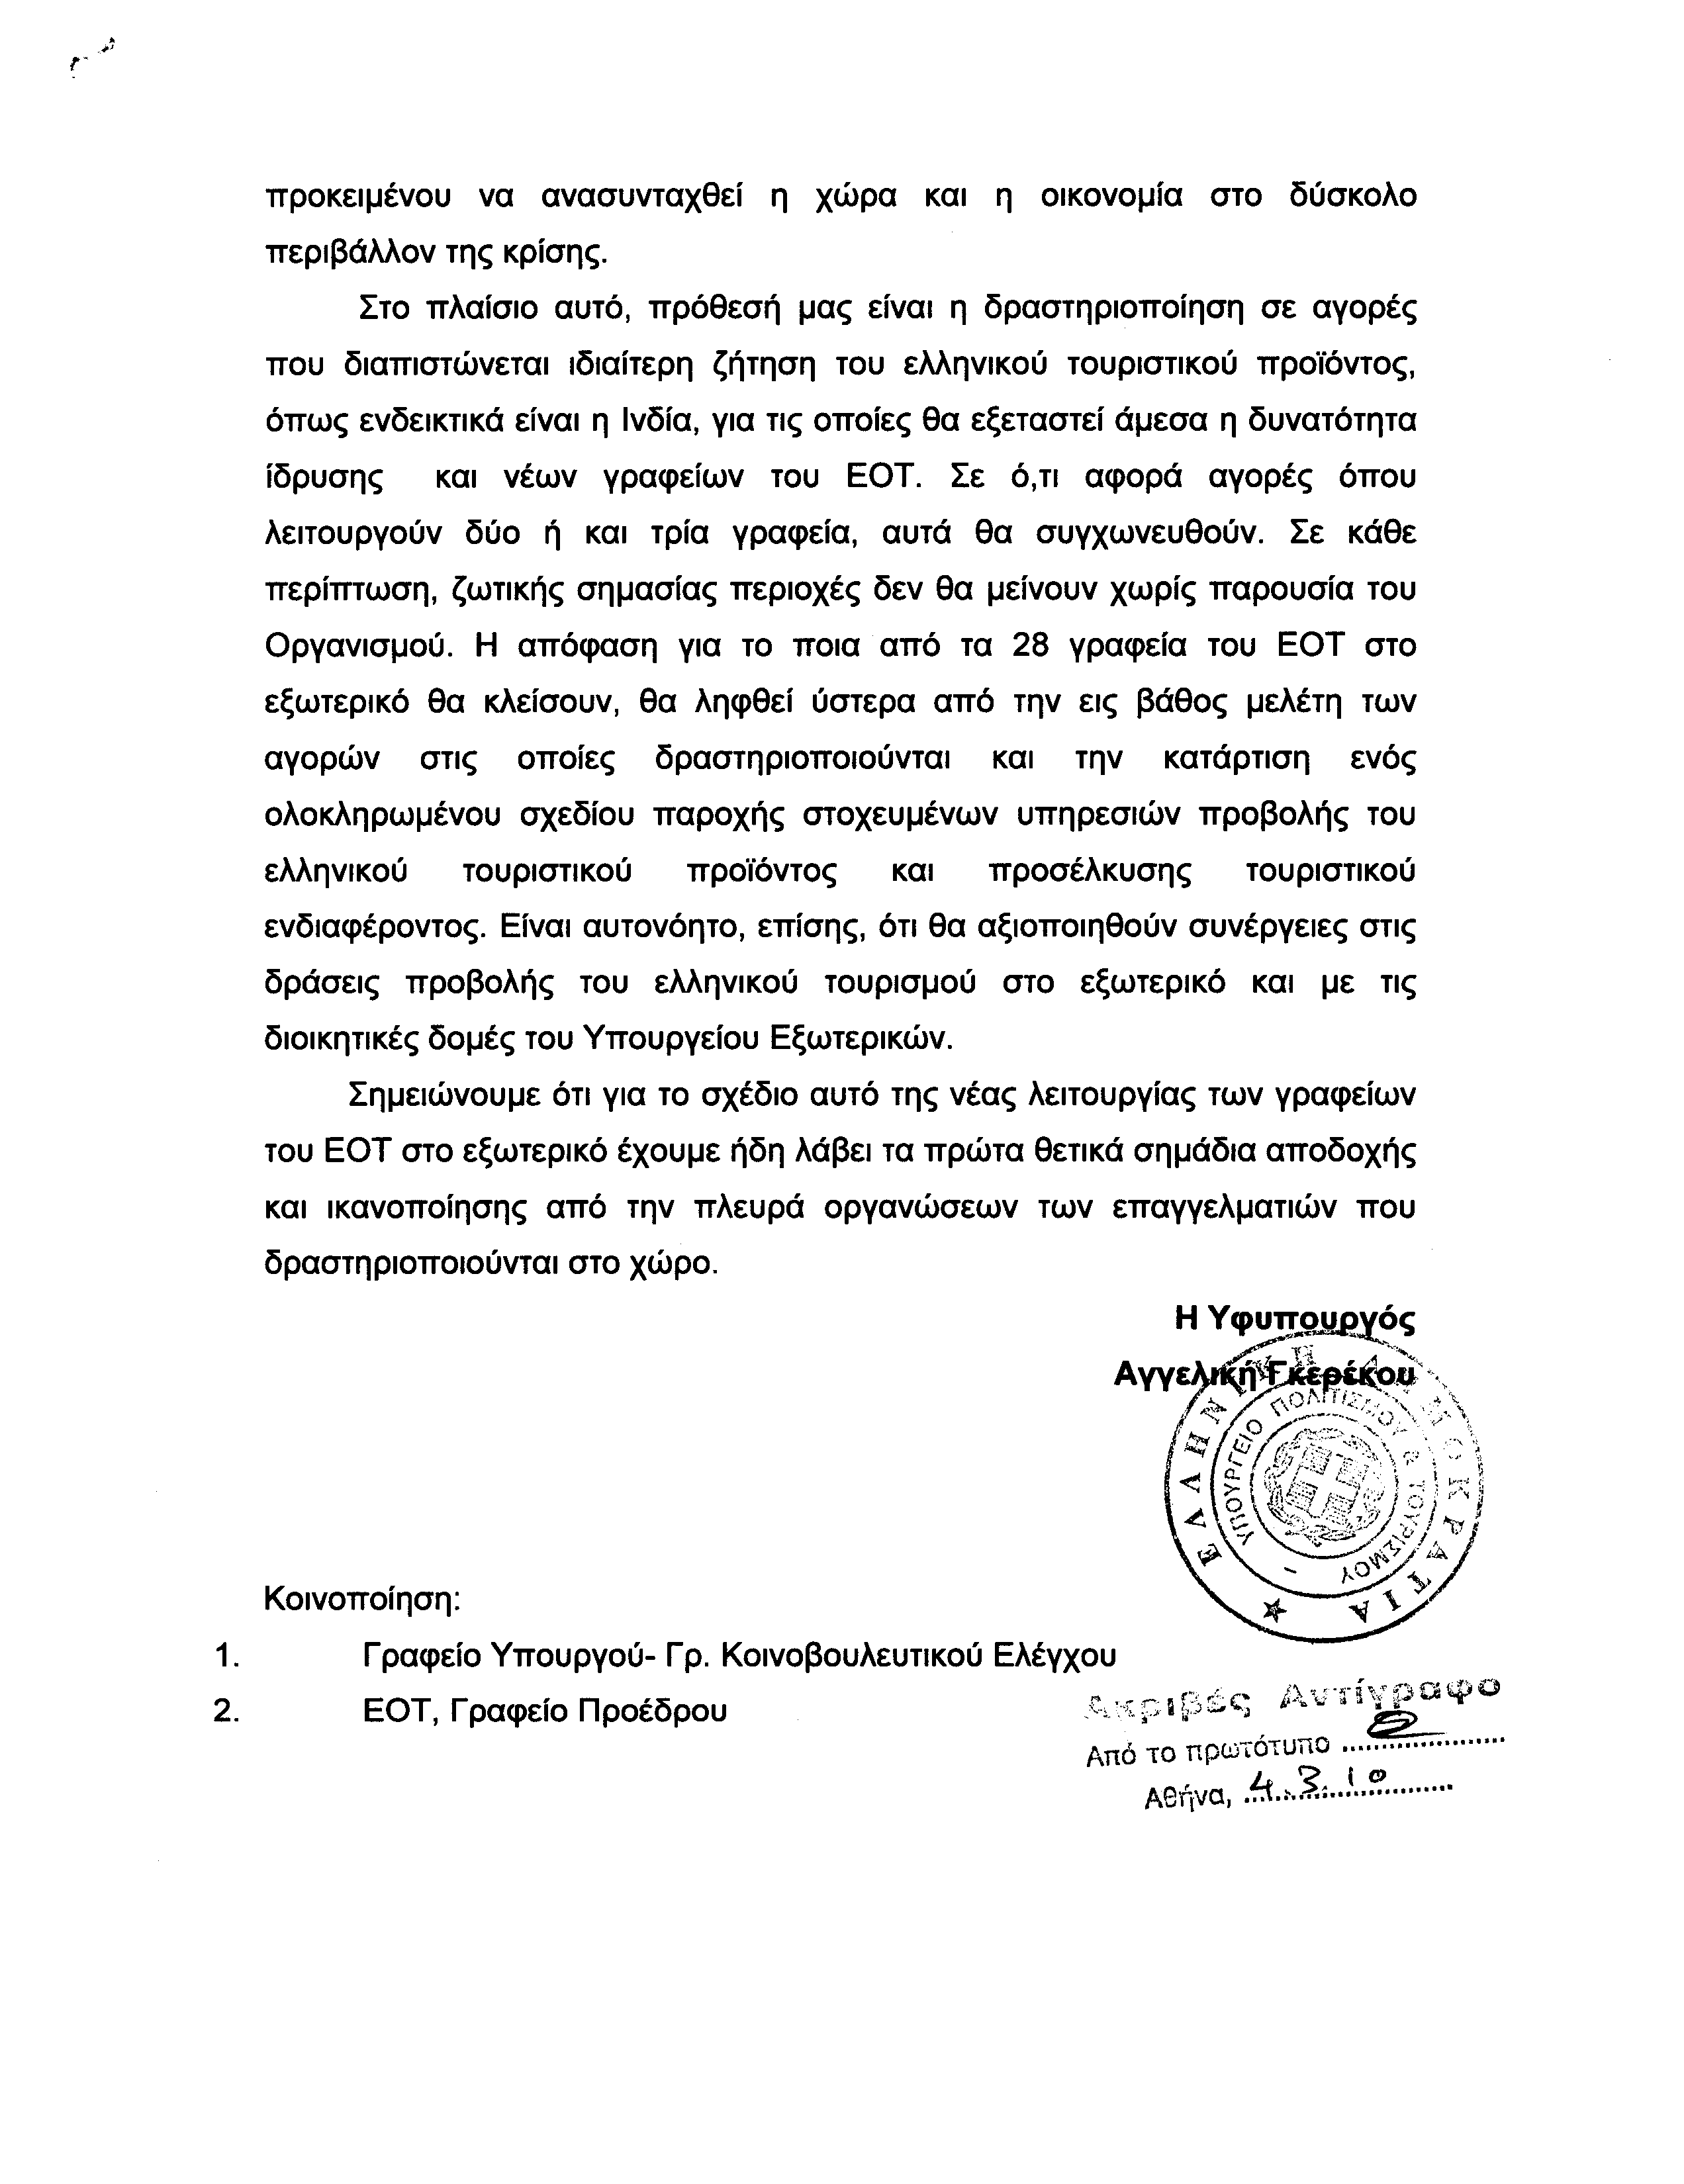 προκειμένου να ανασυνταχθεί η χώρα και η οικονομία στο δύσκολο
περιβάλλον της κρίσης.
Στο πλαίσιο αυτό, πρόθεσή μας είναι η δραστηριοποίηση σε αγορές
που διαπιστώνεται ιδιαίτερη ζήτηση του ελληνικού τουριστικού προϊόντος,
όπως ενδεικτικά είναι η Ινδία, για τις οποίες θα εξεταστεί άμεσα η δυνατότητα
ίδρυσης και νέων γραφείων του ΕΟΤ. Σε ό,τι αφορά αγορές όπου
λειτουργούν δύο ή και τρία γραφεία, αυτά θα συγχωνευθούν. Σε κάθε
περίπτωση, ζωτικής σημασίας περιοχές δεν θα μείνουν χωρίς παρουσία του
Οργανισμού. Η απόφαση για το ποια από τα 28 γραφεία του ΕΟΤ στο
εξωτερικό θα κλείσουν, θα ληφθεί ύστερα από την εις βάθος μελέτη των
αγορών στις οποίες δραστηριοποιούνται και την κατάρτιση ενός
ολοκληρωμένου σχεδίου παροχής στοχευμένων υπηρεσιών προβολής του
ελληνικού τουριστικού προϊόντος και προσέλκυσης τουριστικού
ενδιαφέροντος. Είναι αυτονόητο, επίσης, ότι θα αξιοποιηθούν συνέργειες στις
δράσεις προβολής του ελληνικού τουρισμού στο εξωτερικό και με τις
διοικητικές δομές του Υπουργείου Εξωτερικών.
Σημειώνουμε ότι για το σχέδιο αυτό της νέας λειτουργίας των γραφείων
του ΕΟΤ στο εξωτερικό έχουμε ήδη λάβει τα πρώτα θετικά σημάδια αποδοχής
και ικανοποίησης από την πλευρά οργανώσεων των επαγγελματιών που
δραστηριοποιούνται στο χώρο.
Η Υφυπουργός
Αγγελική Γκερέκου
ΕΛΛΗΝΙΚΗ ΔΗΜΟΚΡΑΤΙΑ
ΥΠΟΥΡΓΕΙΟ ΠΟΛΙΤΙΣΜΟΥ & ΤΟΥΡΙΣΜΟΥ
Κοινοποίηση:
1. Γραφείο Υπουργού- Γρ. Κοινοβουλευτικού Ελέγχου
2. ΕΟΤ, Γραφείο Προέδρου
Ακριβές Αντίγραφο
Από το πρωτότυπο
Αθήνα, 4.3.10